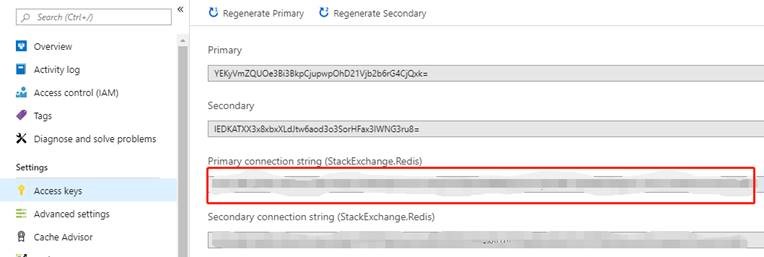 Search (Ctrl+/)
Overview
Activity log
Access control (IAM)
Tags
Diagnose and solve problems
Settings
Access keys
Advanced settings
Cache Advisor
Regenerate Primary Regenerate Secondary
Primary
YEKyVmZQUOe3Bi3BkpCjupwpOhD21Vjb2b6rG4CjQxk=
Secondary
IEDKATXX3x8xbxXLdJtw6aod3o3SorHFax3IWNG3ru8=
Primary connection string (StackExchange.Redis)
Secondary connection string (StackExchange.Redis)